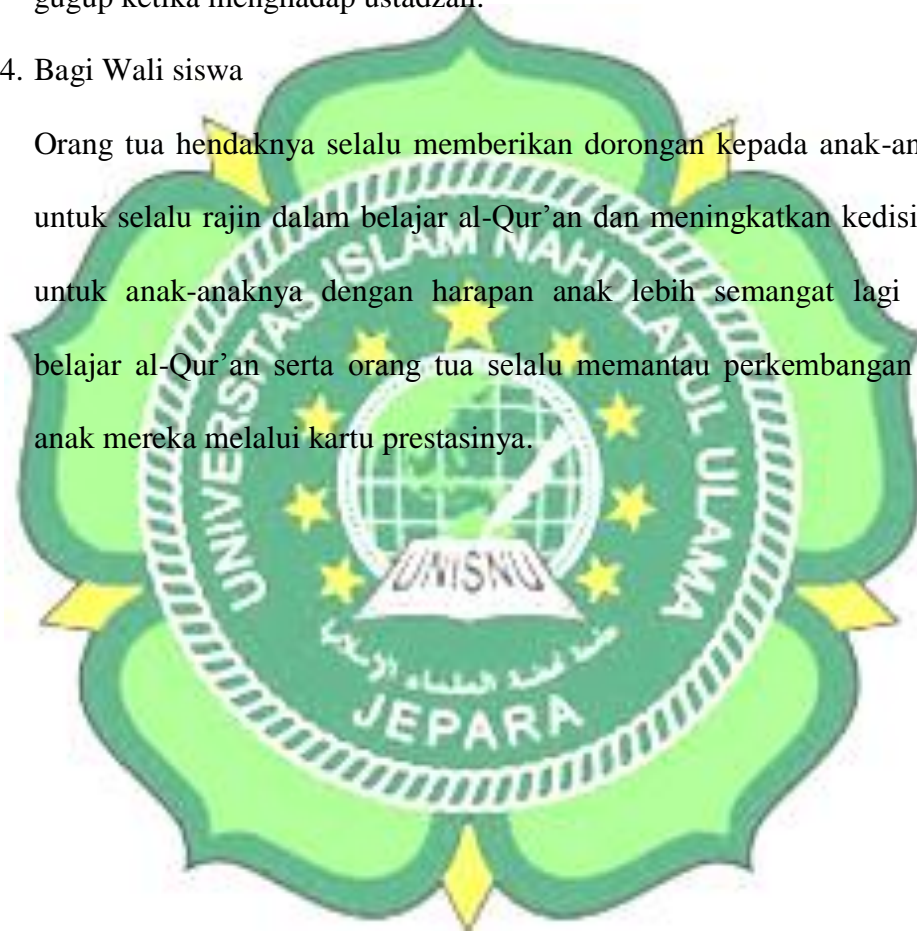 gugup ketika menghadap ustadzah.
4. Bagi Wali siswa
Orang tua hendaknya selalu memberikan dorongan kepada anak-an
untuk selalu rajin dalam belajar al-Qur'an dan meningkatkan kedisi
untuk anak-anaknya dengan harapan anak lebih semangat lagi
belajar al-Qur'an serta orang tua selalu memantau perkembangan
anak mereka melalui kartu prestasinya.
UNIVERSITAS ISLAM NAHDLATUL ULAMA
UNISNU
JEPARA